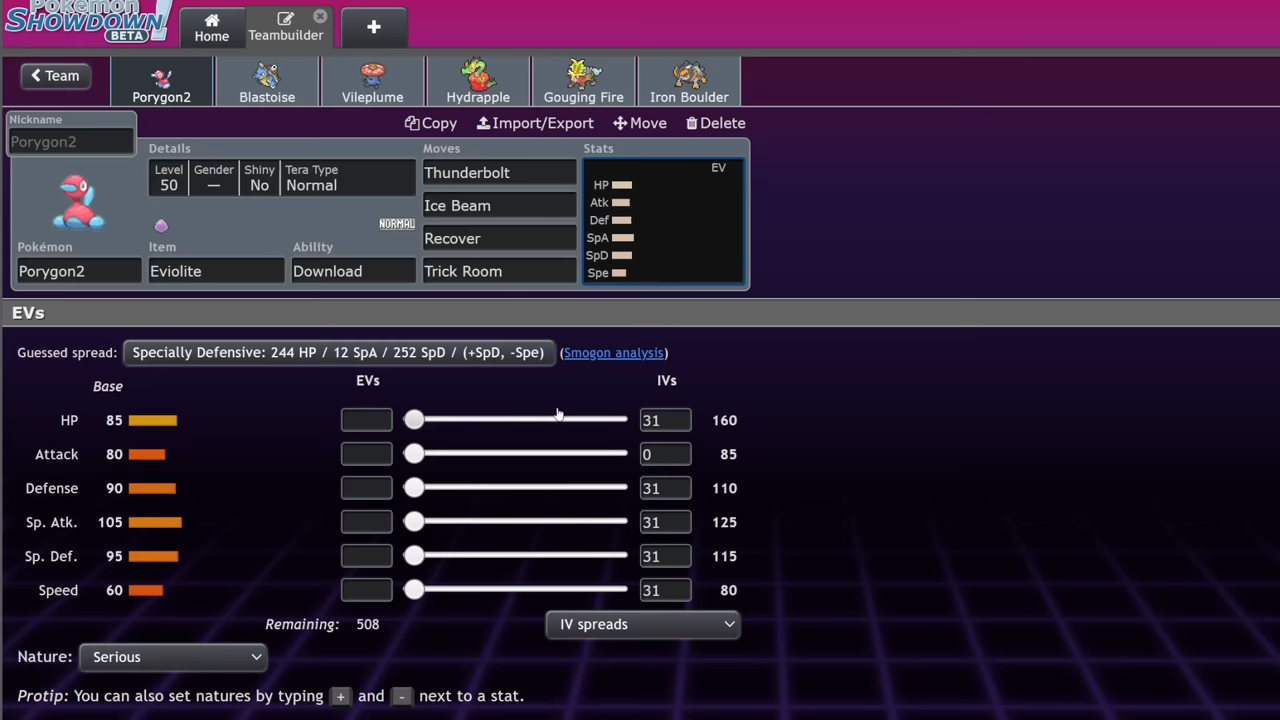 Pokémon
SHOWDOWN!
BETA
Home
Teambuilder
+
Team
Porygon2
Blastoise
Vileplume
Hydrapple
Gouging Fire
Iron Boulder
Nickname
Porygon2
Copy
Import/Export
Move
Delete
Details
Level
50
Gender
—
Shiny
No
Tera Type
Normal
NORMAL
Pokémon
Porygon2
Item
Eviolite
Ability
Download
Moves
Thunderbolt
Ice Beam
Recover
Trick Room
Stats
EV
HP
Atk
Def
SpA
SpD
Spe
EVs
Guessed spread: Specially Defensive: 244 HP / 12 SpA / 252 SpD / (+SpD, -Spe) (Smogon analysis)
Base EVs IVs
HP 85 31 160
Attack 80 0 85
Defense 90 31 110
Sp. Atk. 105 31 125
Sp. Def. 95 31 115
Speed 60 31 80
Remaining: 508 IV spreads
Nature: Serious
Protip: You can also set natures by typing + and - next to a stat.